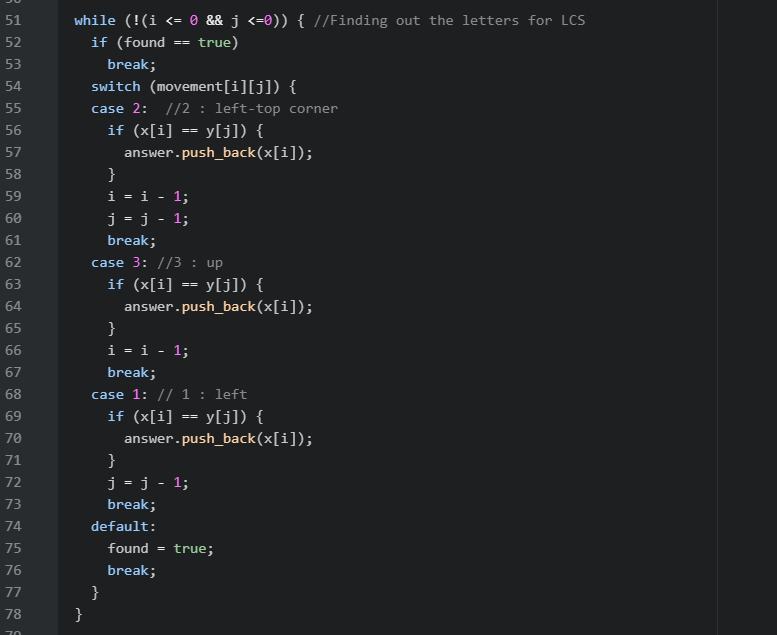 51 while (!(i <= 0 && j <=0)) { //Finding out the letters for LCS
52 if (found == true)
53 break;
54 switch (movement[i][j]) {
55 case 2:  //2 : left-top corner
56 if (x[i] == y[j]) {
57 answer.push_back(x[i]);
58 }
59 i = i - 1;
60 j = j - 1;
61 break;
62 case 3: //3 : up
63 if (x[i] == y[j]) {
64 answer.push_back(x[i]);
65 }
66 i = i - 1;
67 break;
68 case 1: // 1 : left
69 if (x[i] == y[j]) {
70 answer.push_back(x[i]);
71 }
72 j = j - 1;
73 break;
74 default:
75 found = true;
76 break;
77 }
78 }